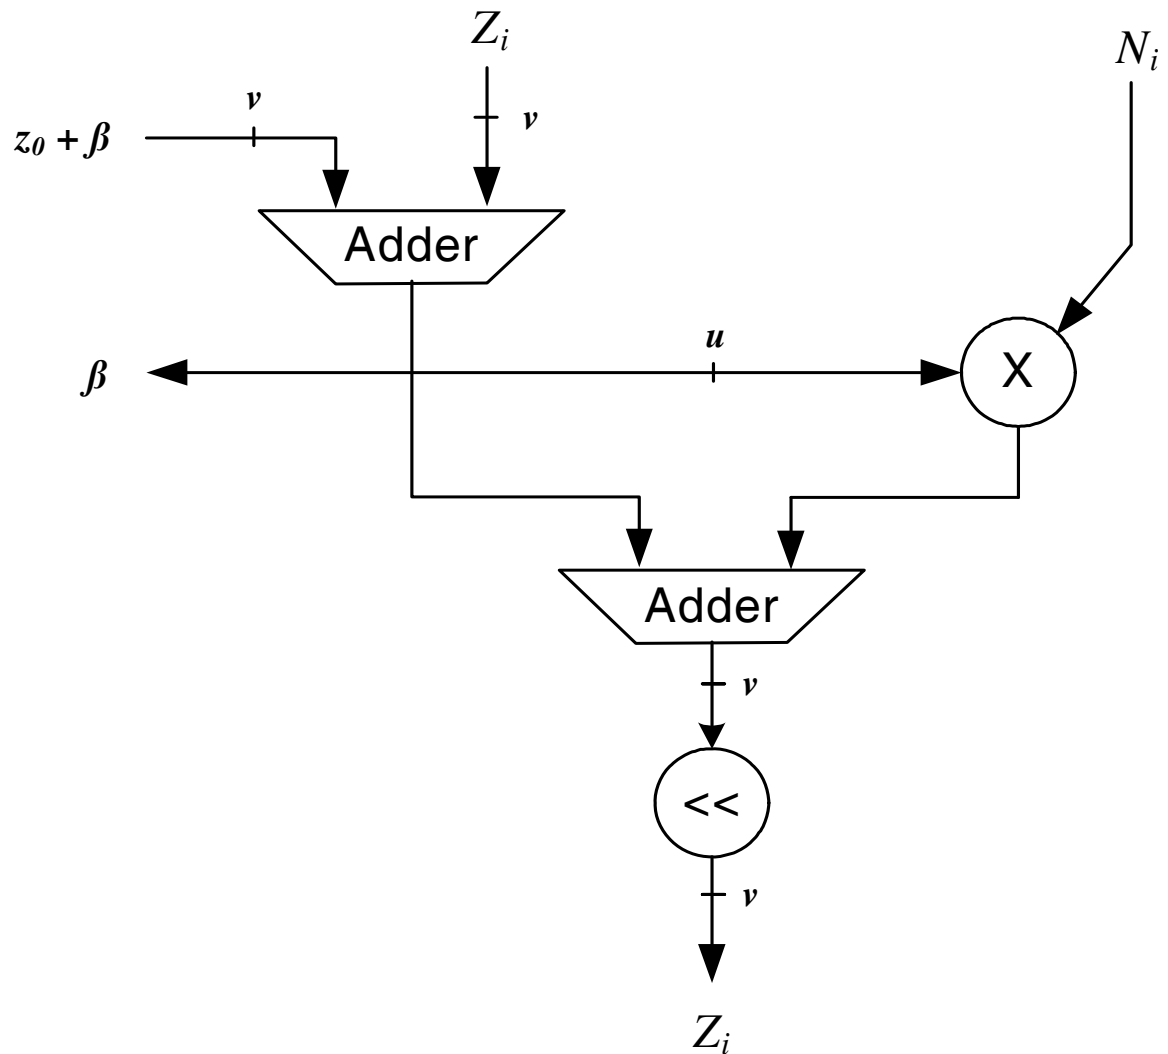 Z_i
N_i
v
v
z_0 + β
Adder
u
β
X
Adder
v
<<
v
Z_i